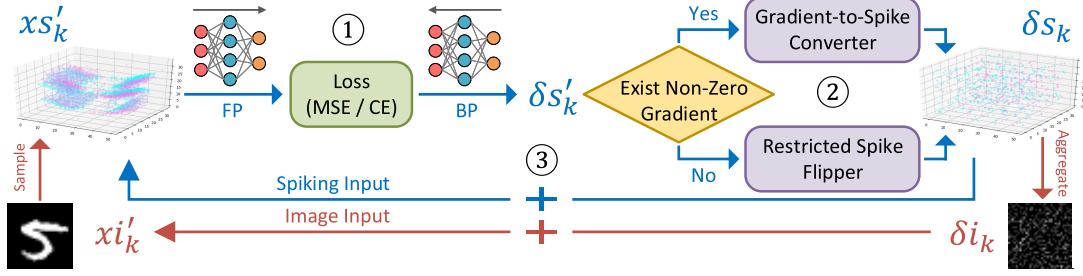 xs′ₖ
①
FP
Loss
(MSE / CE)
BP
δs′ₖ
Exist Non-Zero
Gradient
Yes
No
Gradient-to-Spike
Converter
②
Restricted Spike
Flipper
δsₖ
Sample
Aggregate
③
Spiking Input
Image Input
xi′ₖ
δiₖ